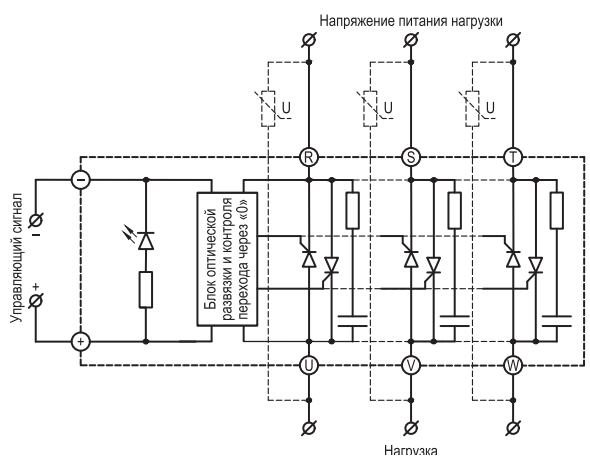 Напряжение питания нагрузки
U
U
U
R
S
T
−
Управляющий сигнал
−
+
Блок оптической
развязки и контроля
перехода через «0»
+
U
V
W
Нагрузка